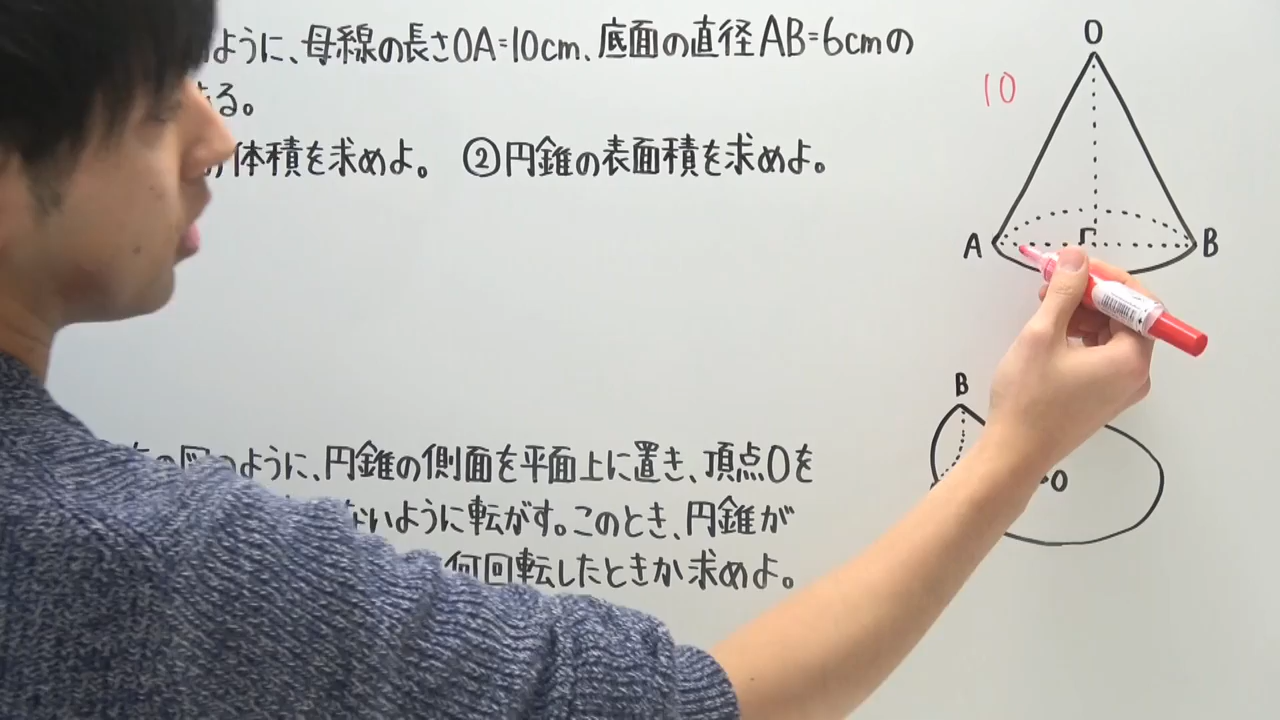 ように、母線の長さOA=10cm、底面の直径AB=6cmの
ある。
体積を求めよ。 ②円錐の表面積を求めよ。
のように、円錐の側面を平面上に置き、頂点Oを
ないように転がす。このとき、円錐が
何回転したときか求めよ。
O
10
A
B
B
O